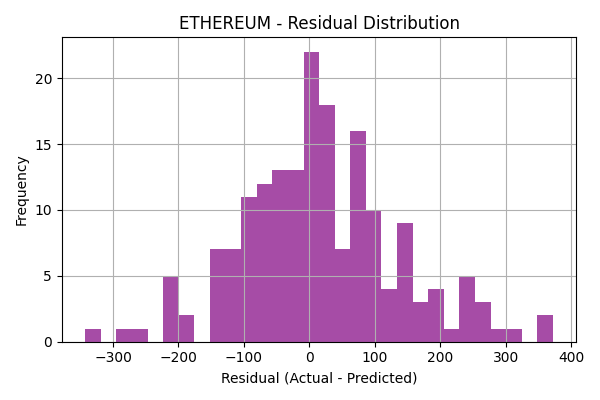 ETHEREUM - Residual Distribution
Frequency
20
15
10
5
0
−300 −200 −100 0 100 200 300 400
Residual (Actual - Predicted)